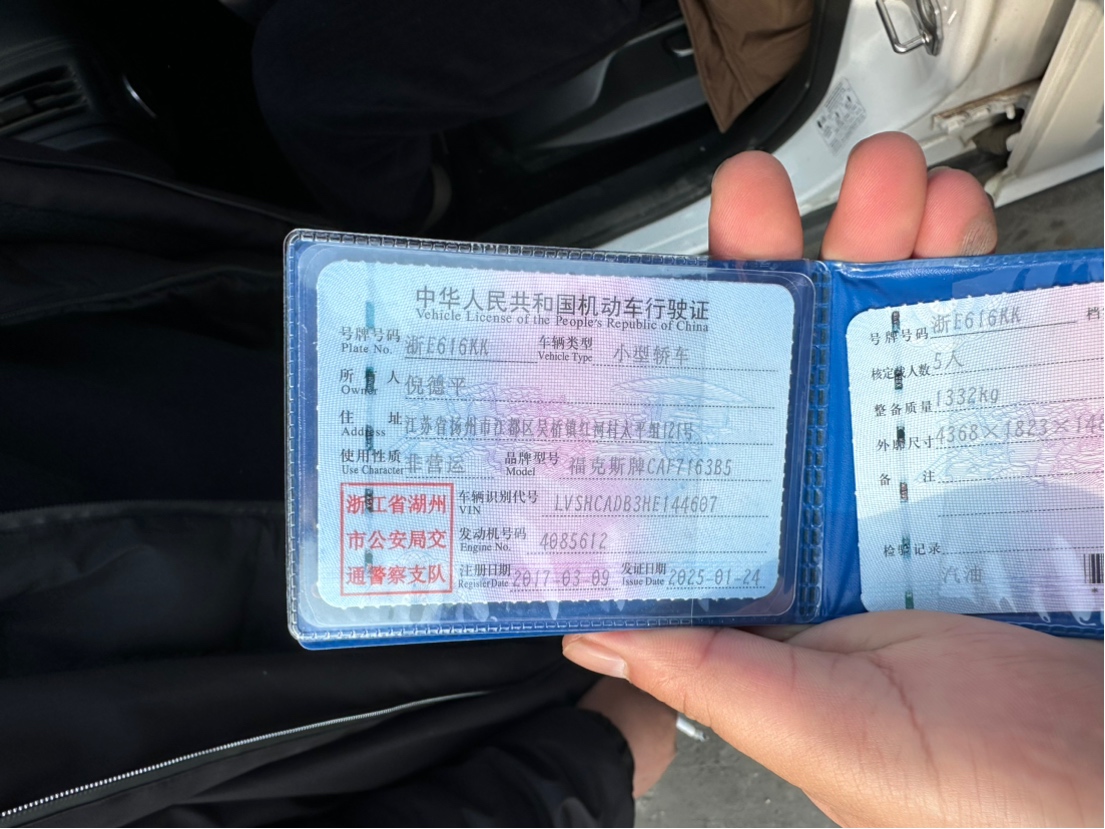 中华人民共和国机动车行驶证
Vehicle License of the People's Republic of China
号牌号码 浙E616KK 车辆类型 小型轿车
Plate No. Vehicle Type
所有人 倪德平
Owner
住址 江苏省扬州市江都区吴桥镇红河村太平组121号
Address
使用性质 非营运 品牌型号 福克斯牌CAF7163B5
Use Character Model
浙江省湖州
市公安局交
通警察支队
车辆识别代号 LVSHCADB3HE144607
VIN
发动机号码 4085612
Engine No.
注册日期 2017-03-09 发证日期 2025-01-24
Register Date Issue Date
号牌号码 浙E616KK 档
核定载人数 5人
整备质量 1332kg
外廓尺寸 4368×1823×148
备注
检验记录
汽油